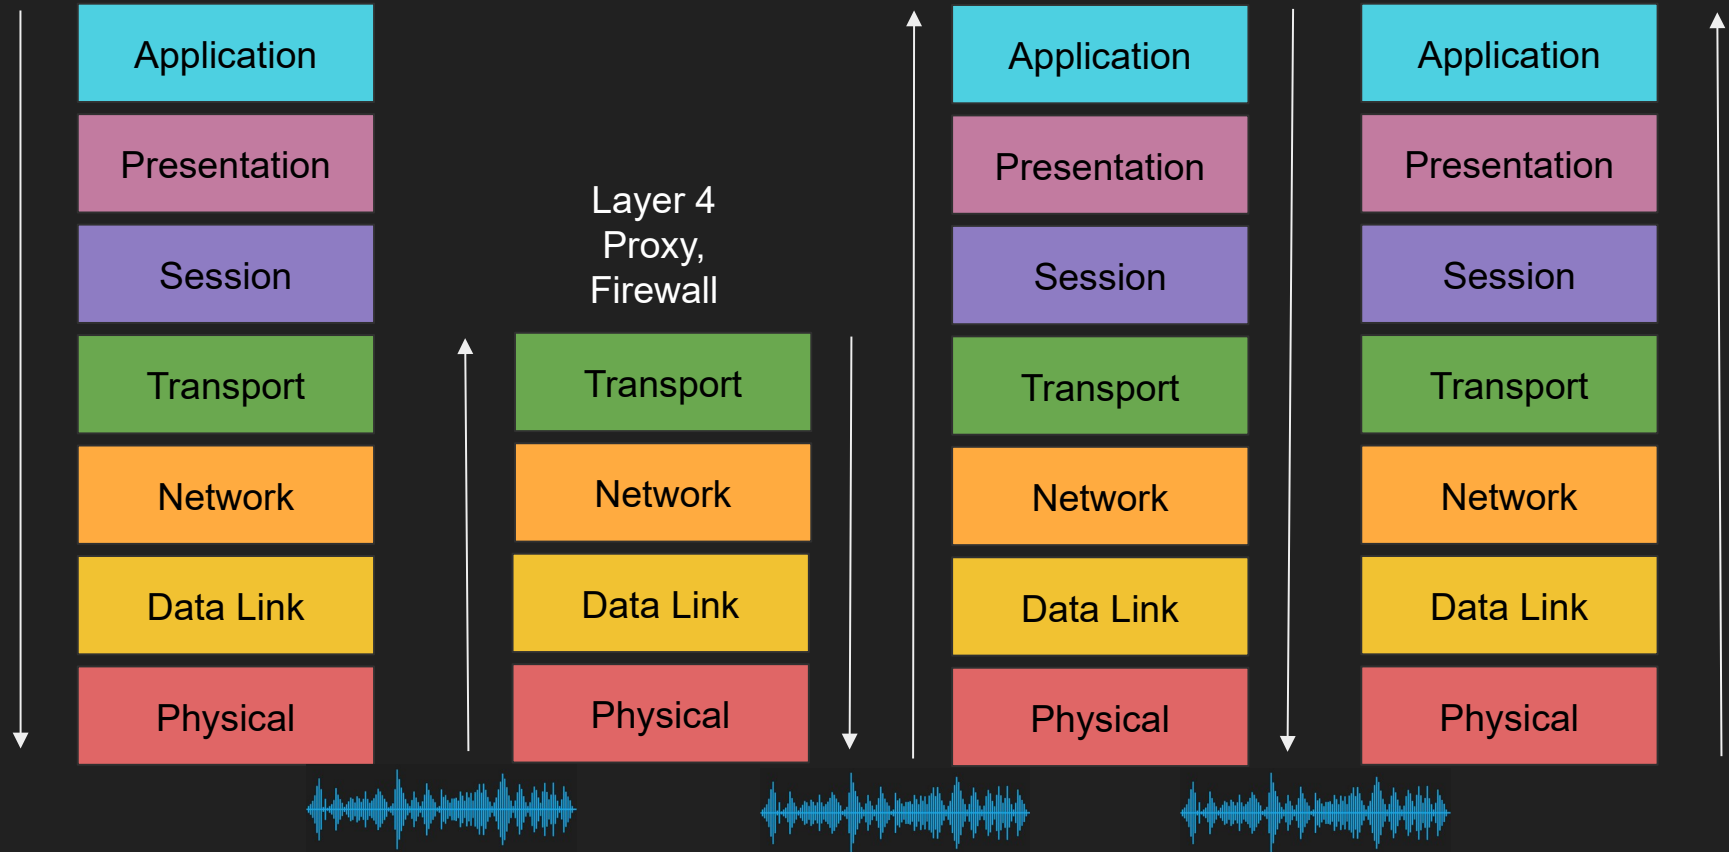 Application
Presentation
Session
Transport
Network
Data Link
Physical
Layer 4
Proxy,
Firewall
Transport
Network
Data Link
Physical
Application
Presentation
Session
Transport
Network
Data Link
Physical
Application
Presentation
Session
Transport
Network
Data Link
Physical